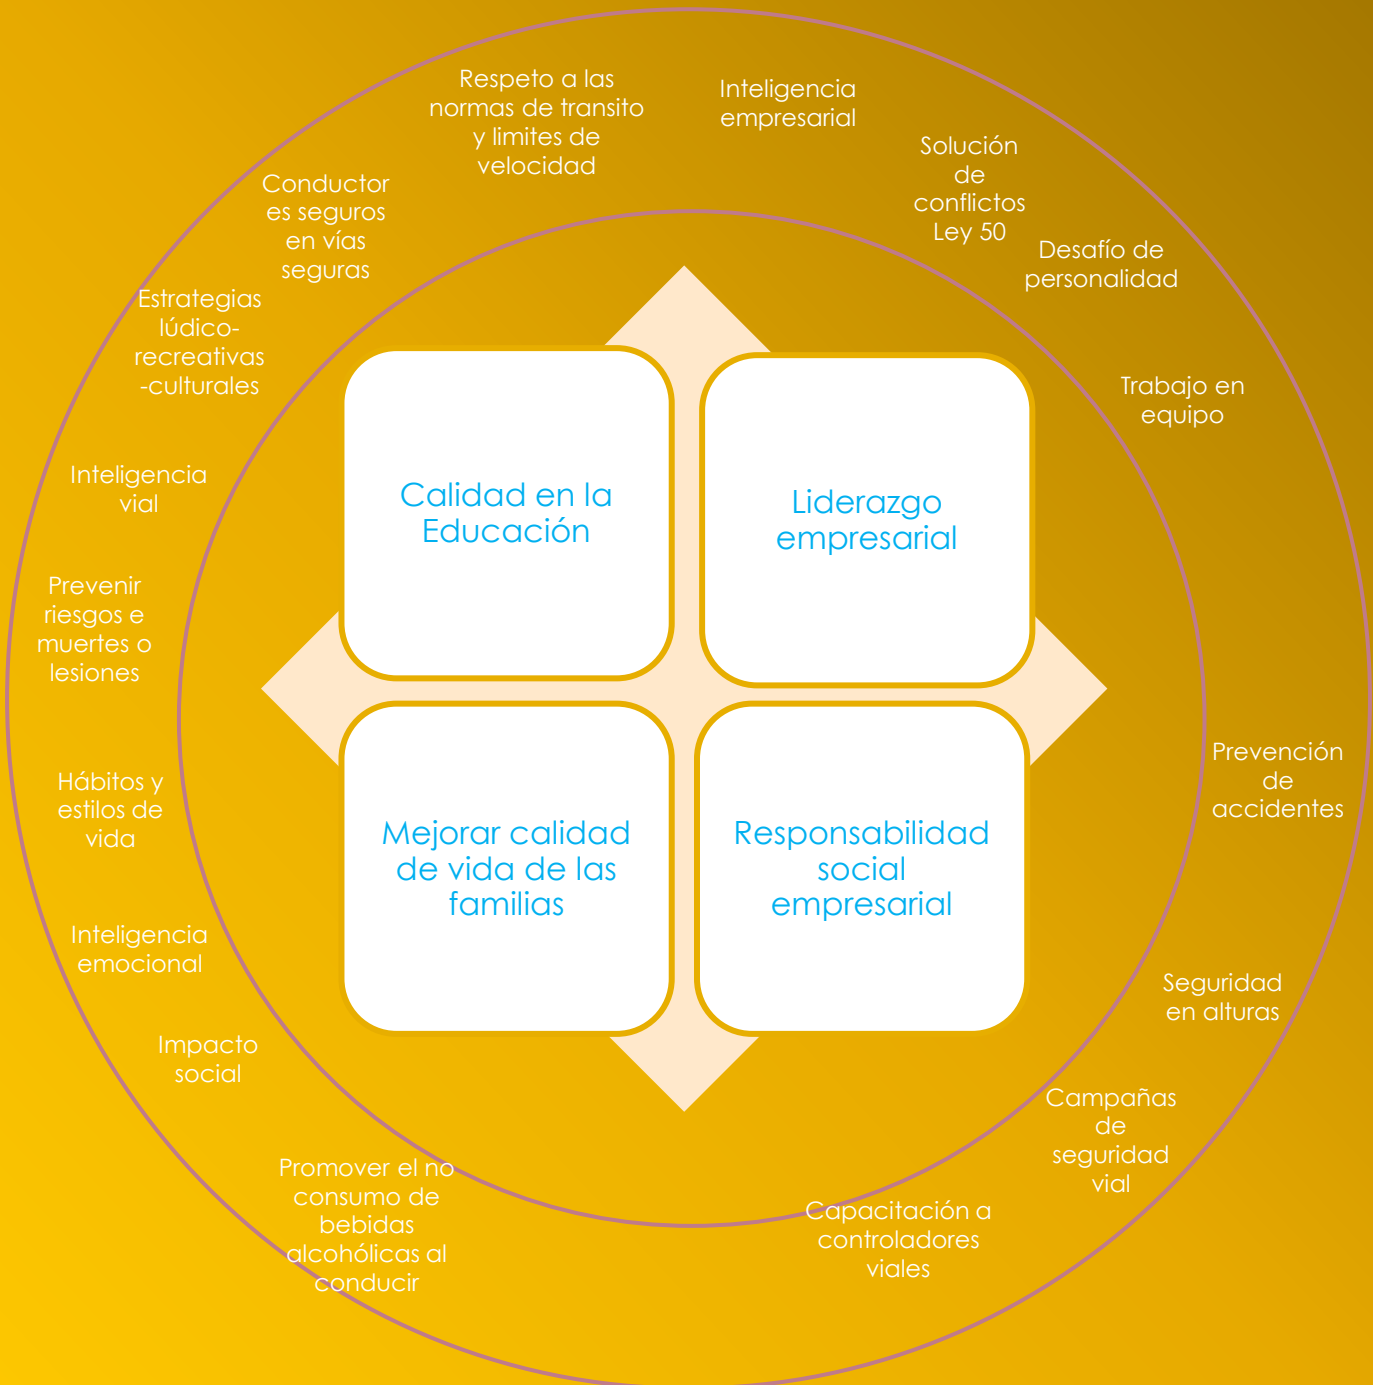 Respeto a las
normas de transito
y limites de
velocidad
Inteligencia
empresarial
Solución
de
conflictos
Ley 50
Desafío de
personalidad
Trabajo en
equipo
Prevención
de
accidentes
Seguridad
en alturas
Campañas
de
seguridad
vial
Capacitación a
controladores
viales
Promover el no
consumo de
bebidas
alcohólicas al
conducir
Impacto
social
Inteligencia
emocional
Hábitos y
estilos de
vida
Prevenir
riesgos e
muertes o
lesiones
Inteligencia
vial
Estrategias
lúdico-
recreativas
-culturales
Conductor
es seguros
en vías
seguras
Calidad en la
Educación
Liderazgo
empresarial
Mejorar calidad
de vida de las
familias
Responsabilidad
social
empresarial